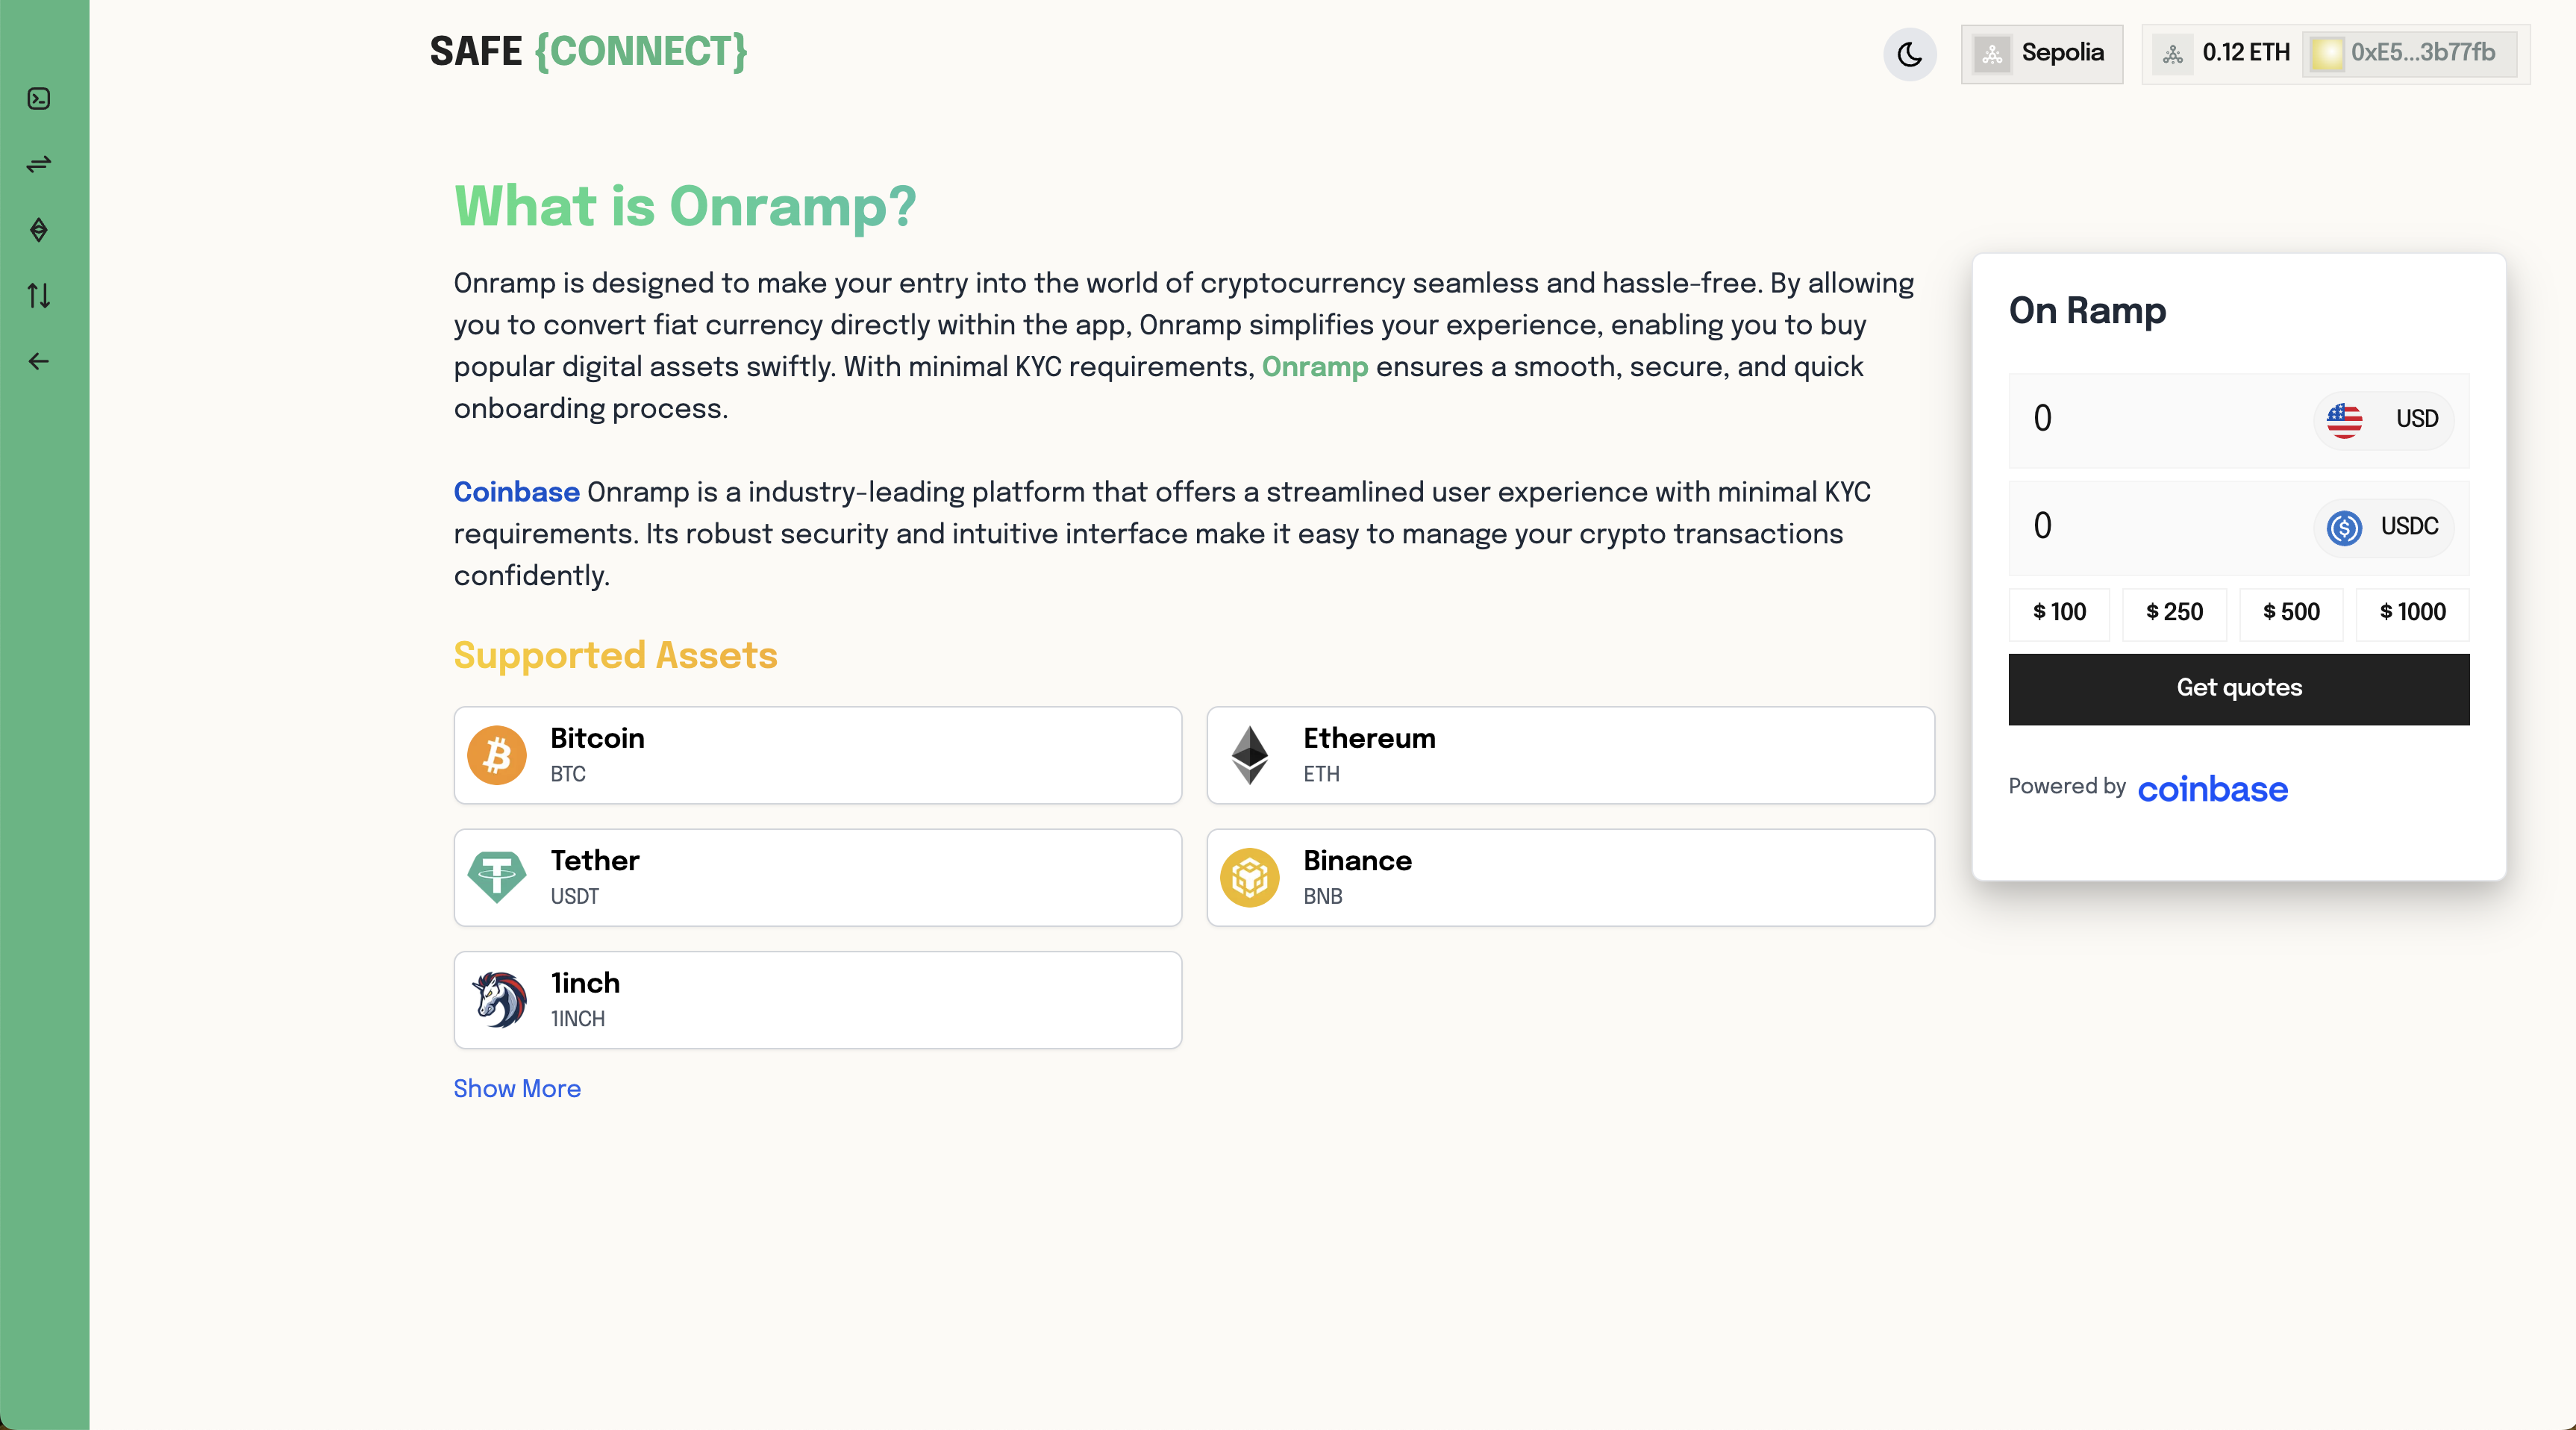 SAFE {CONNECT}
Sepolia
0.12 ETH
0xE5...3b77fb
What is Onramp?
Onramp is designed to make your entry into the world of cryptocurrency seamless and hassle-free. By allowing
you to convert fiat currency directly within the app, Onramp simplifies your experience, enabling you to buy
popular digital assets swiftly. With minimal KYC requirements, Onramp ensures a smooth, secure, and quick
onboarding process.
Coinbase Onramp is a industry-leading platform that offers a streamlined user experience with minimal KYC
requirements. Its robust security and intuitive interface make it easy to manage your crypto transactions
confidently.
Supported Assets
Bitcoin
BTC
Ethereum
ETH
Tether
USDT
Binance
BNB
1inch
1INCH
Show More
On Ramp
0
USD
0
USDC
$ 100
$ 250
$ 500
$ 1000
Get quotes
Powered by coinbase